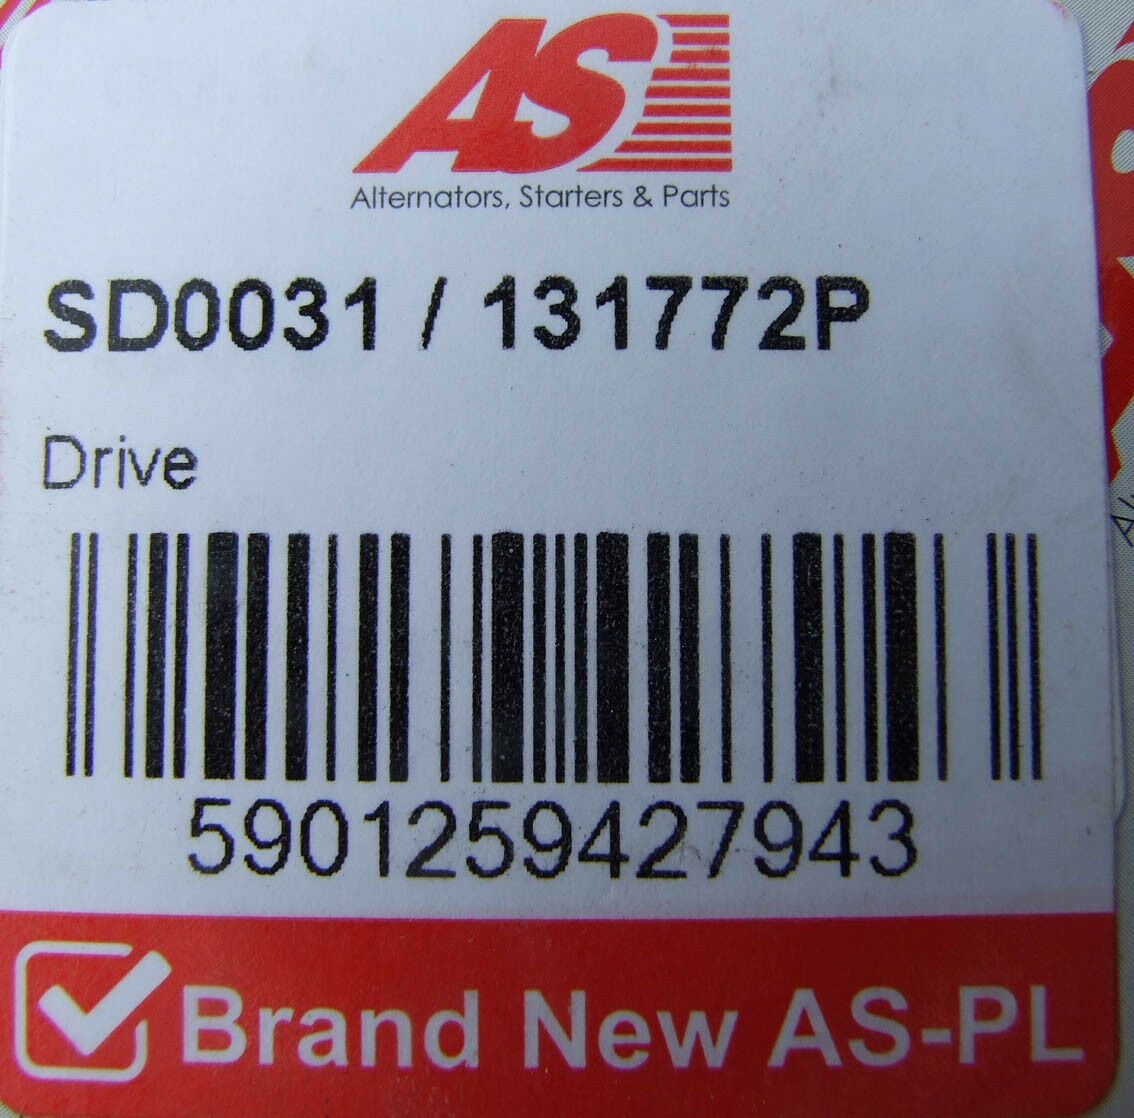 AS
Alternators, Starters & Parts
SD0031 / 131772P
Drive
5901259427943
Brand New AS-PL